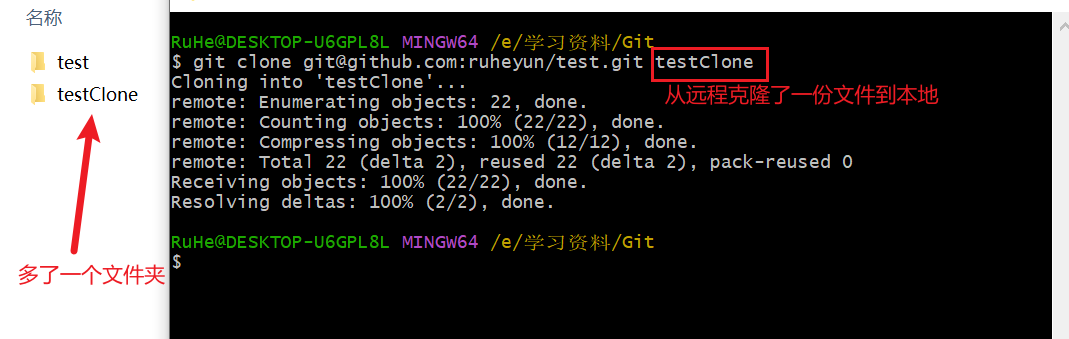 名称
test
testClone
多了一个文件夹
RuHe@DESKTOP-U6GPL8L MINGW64 /e/学习资料/Git
$ git clone git@github.com:ruheyun/test.git testClone
Cloning into 'testClone'...
从远程克隆了一份文件到本地
remote: Enumerating objects: 22, done.
remote: Counting objects: 100% (22/22), done.
remote: Compressing objects: 100% (12/12), done.
remote: Total 22 (delta 2), reused 22 (delta 2), pack-reused 0
Receiving objects: 100% (22/22), done.
Resolving deltas: 100% (2/2), done.
RuHe@DESKTOP-U6GPL8L MINGW64 /e/学习资料/Git
$